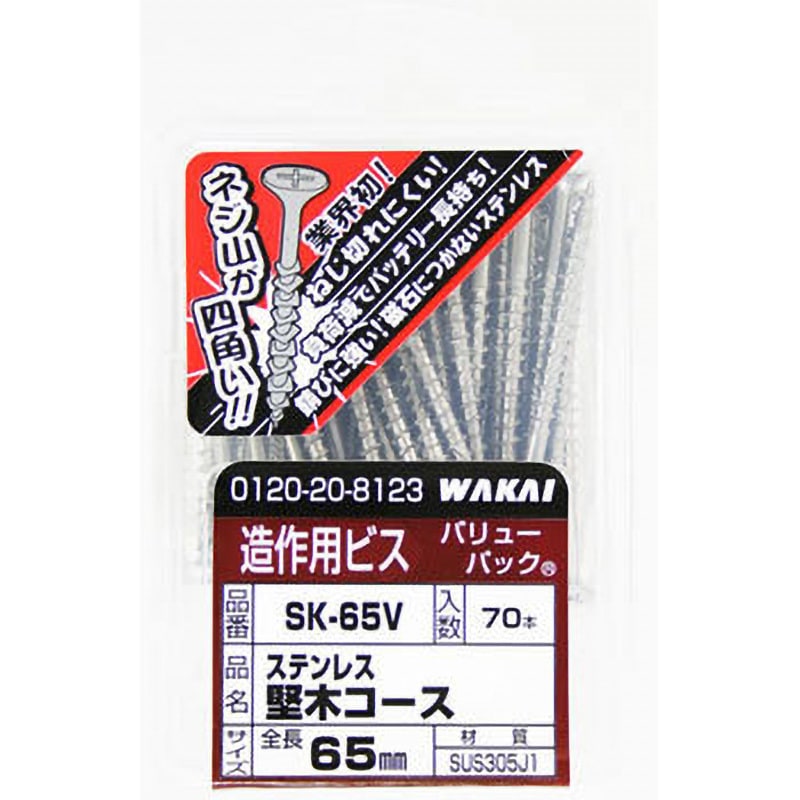 ネジ山が
四角い!!
業界初!
ねじ切れにくい!
負荷減でバッテリー長持ち!
錆びに強い!磁石につかないステンレス
0120-20-8123 WAKAI
造作用ビス バリューパック®
品番 SK-65V 入数 70本
品名 ステンレス
堅木コース
サイズ 全長 65mm 材質 SUS305J1